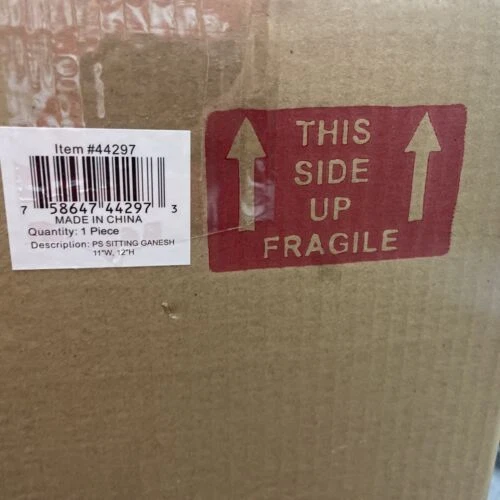 Item #44297
7 58647 44297 3
MADE IN CHINA
Quantity: 1 Piece
Description: PS SITTING GANESH
11"W, 12"H
THIS
SIDE
UP
FRAGILE